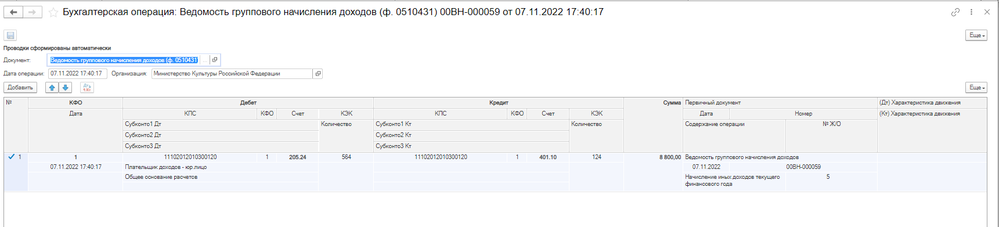 Бухгалтерская операция: Ведомость группового начисления доходов (ф. 0510431) 00ВН-000059 от 07.11.2022 17:40:17
Еще
Проводки сформированы автоматически
Документ: Ведомость группового начисления доходов (ф. 0510431) ...
Дата операции: 07.11.2022 17:40:17 Организация: Министерство Культуры Российской Федерации
Добавить Дт Кт Еще
№ КФО Дебет Кредит Сумма Первичный документ (Дт) Характеристика движения
Дата КПС КФО Счет КЭК КПС КФО Счет КЭК Дата Номер (Кт) Характеристика движения
Субконто1 Дт Количество Субконто1 Кт Количество Содержание операции № Ж/О
Субконто2 Дт Субконто2 Кт
Субконто3 Дт Субконто3 Кт
1 1 11102012010300120 1 205.24 564 11102012010300120 1 401.10 124 8 800,00 Ведомость группового начисления доходов
07.11.2022 17:40:17 Плательщик доходов - юр.лицо 07.11.2022 00ВН-000059
Общее основание расчетов Начисление иных доходов текущего 5
финансового года